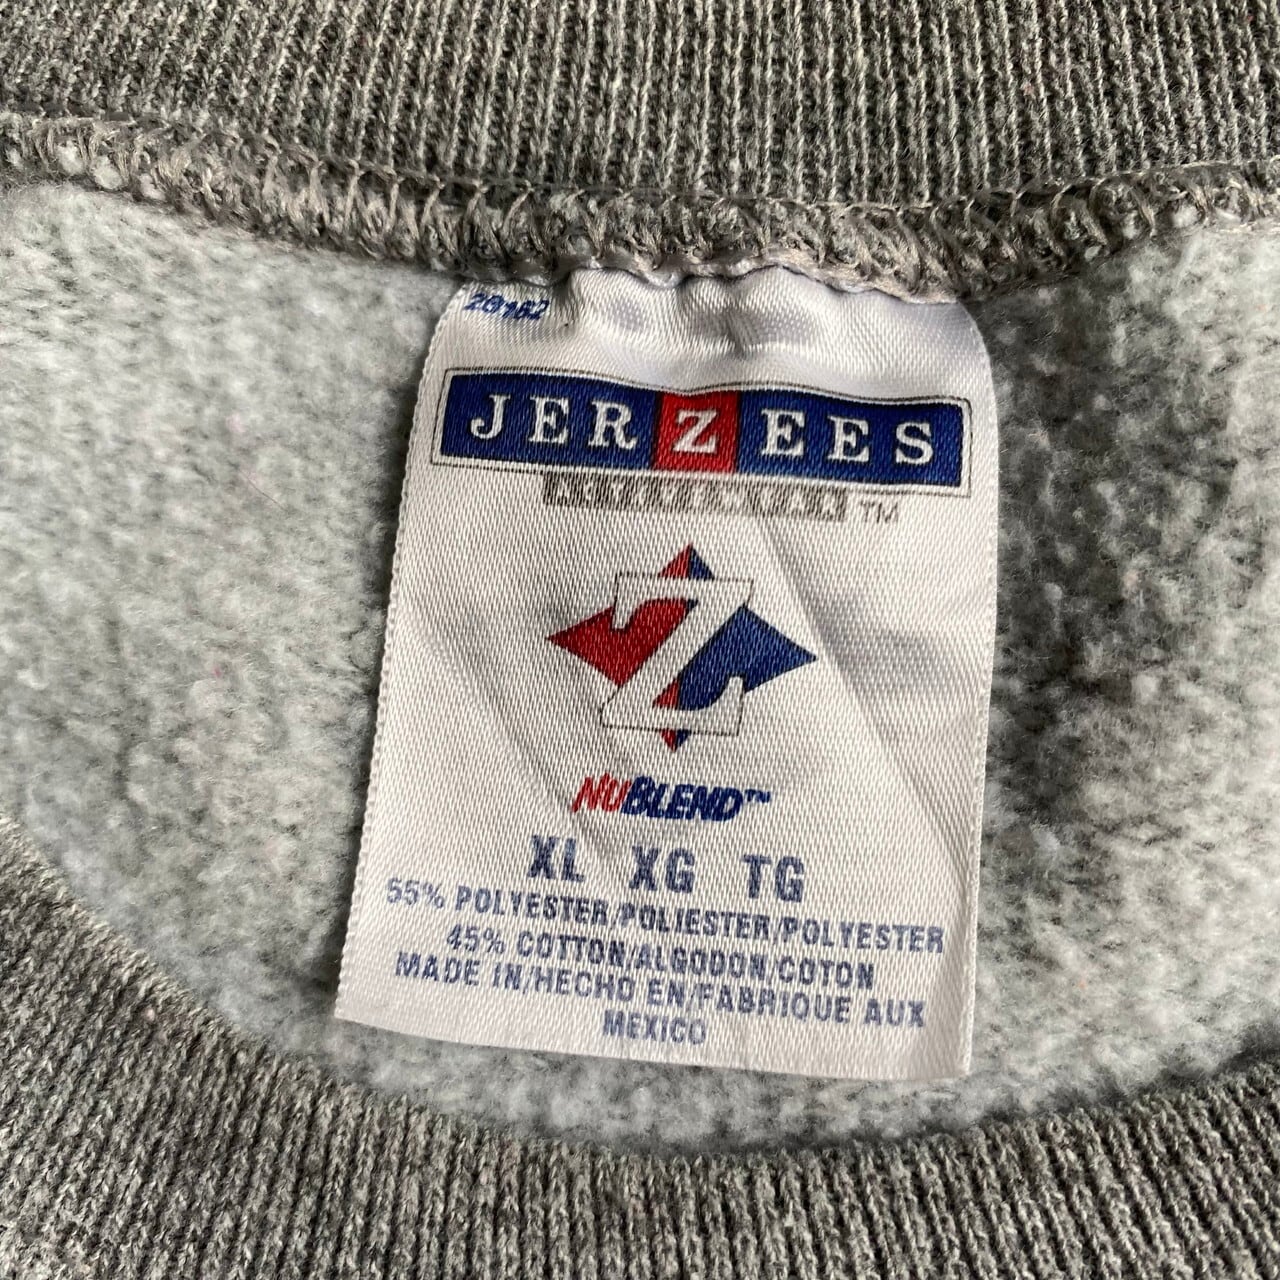 JERZEES
TM
Z
NUBLEND™
XL XG TG
55% POLYESTER/POLIESTER/POLYESTER
45% COTTON/ALGODON/COTON
MADE IN/HECHO EN/FABRIQUE AUX
MEXICO